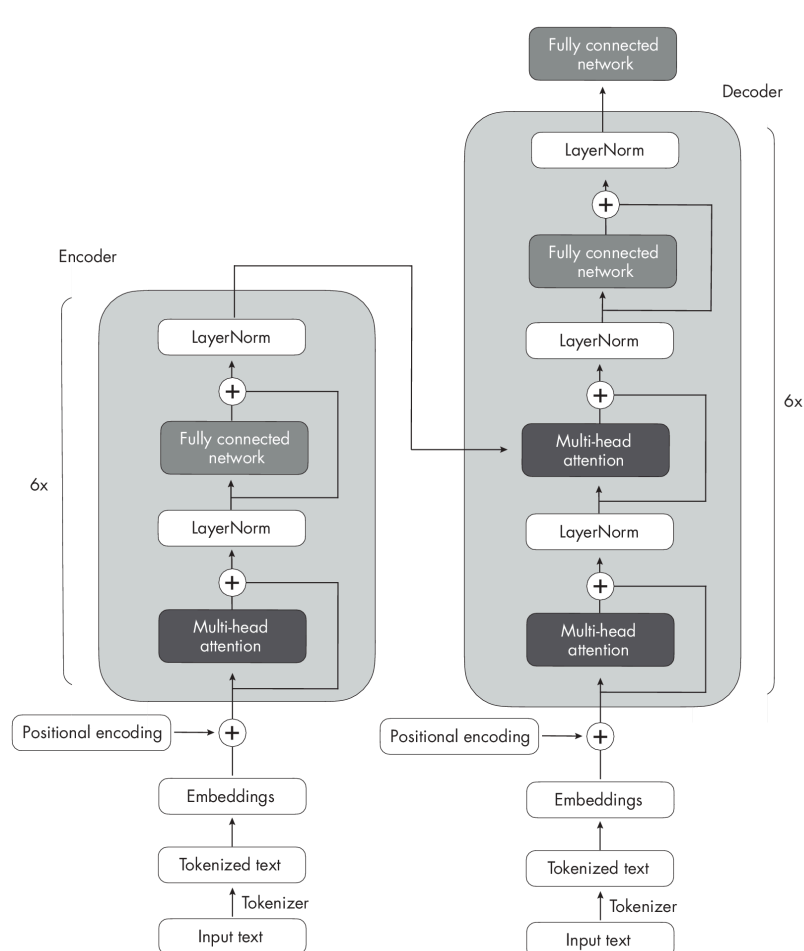 Fully connected
network
Decoder
LayerNorm
Fully connected
network
LayerNorm
Multi-head
attention
LayerNorm
Multi-head
attention
6x
Positional encoding
Embeddings
Tokenized text
Tokenizer
Input text
Encoder
LayerNorm
Fully connected
network
LayerNorm
Multi-head
attention
6x
Positional encoding
Embeddings
Tokenized text
Tokenizer
Input text